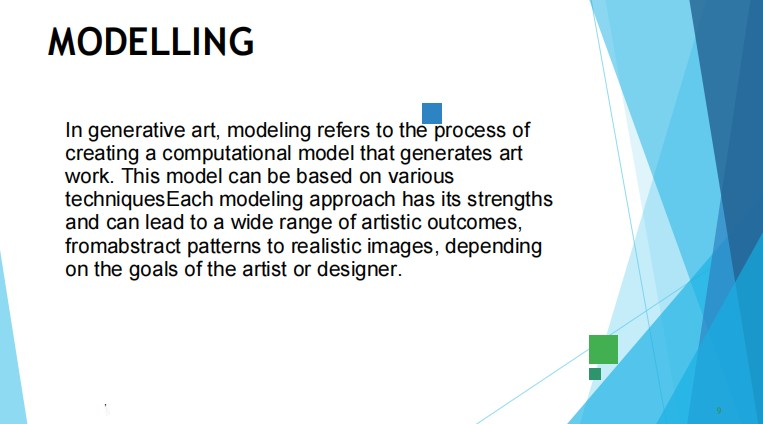 MODELLING
In generative art, modeling refers to the process of
creating a computational model that generates art
work. This model can be based on various
techniquesEach modeling approach has its strengths
and can lead to a wide range of artistic outcomes,
fromabstract patterns to realistic images, depending
on the goals of the artist or designer.
9